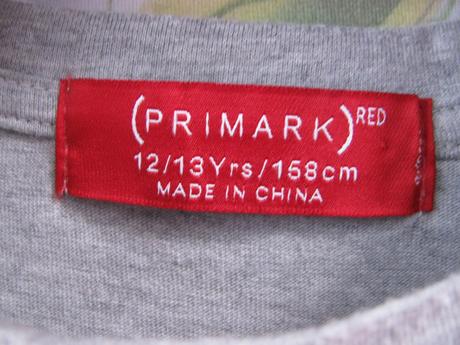 (PRIMARK) RED
12/13Yrs/158cm
MADE IN CHINA